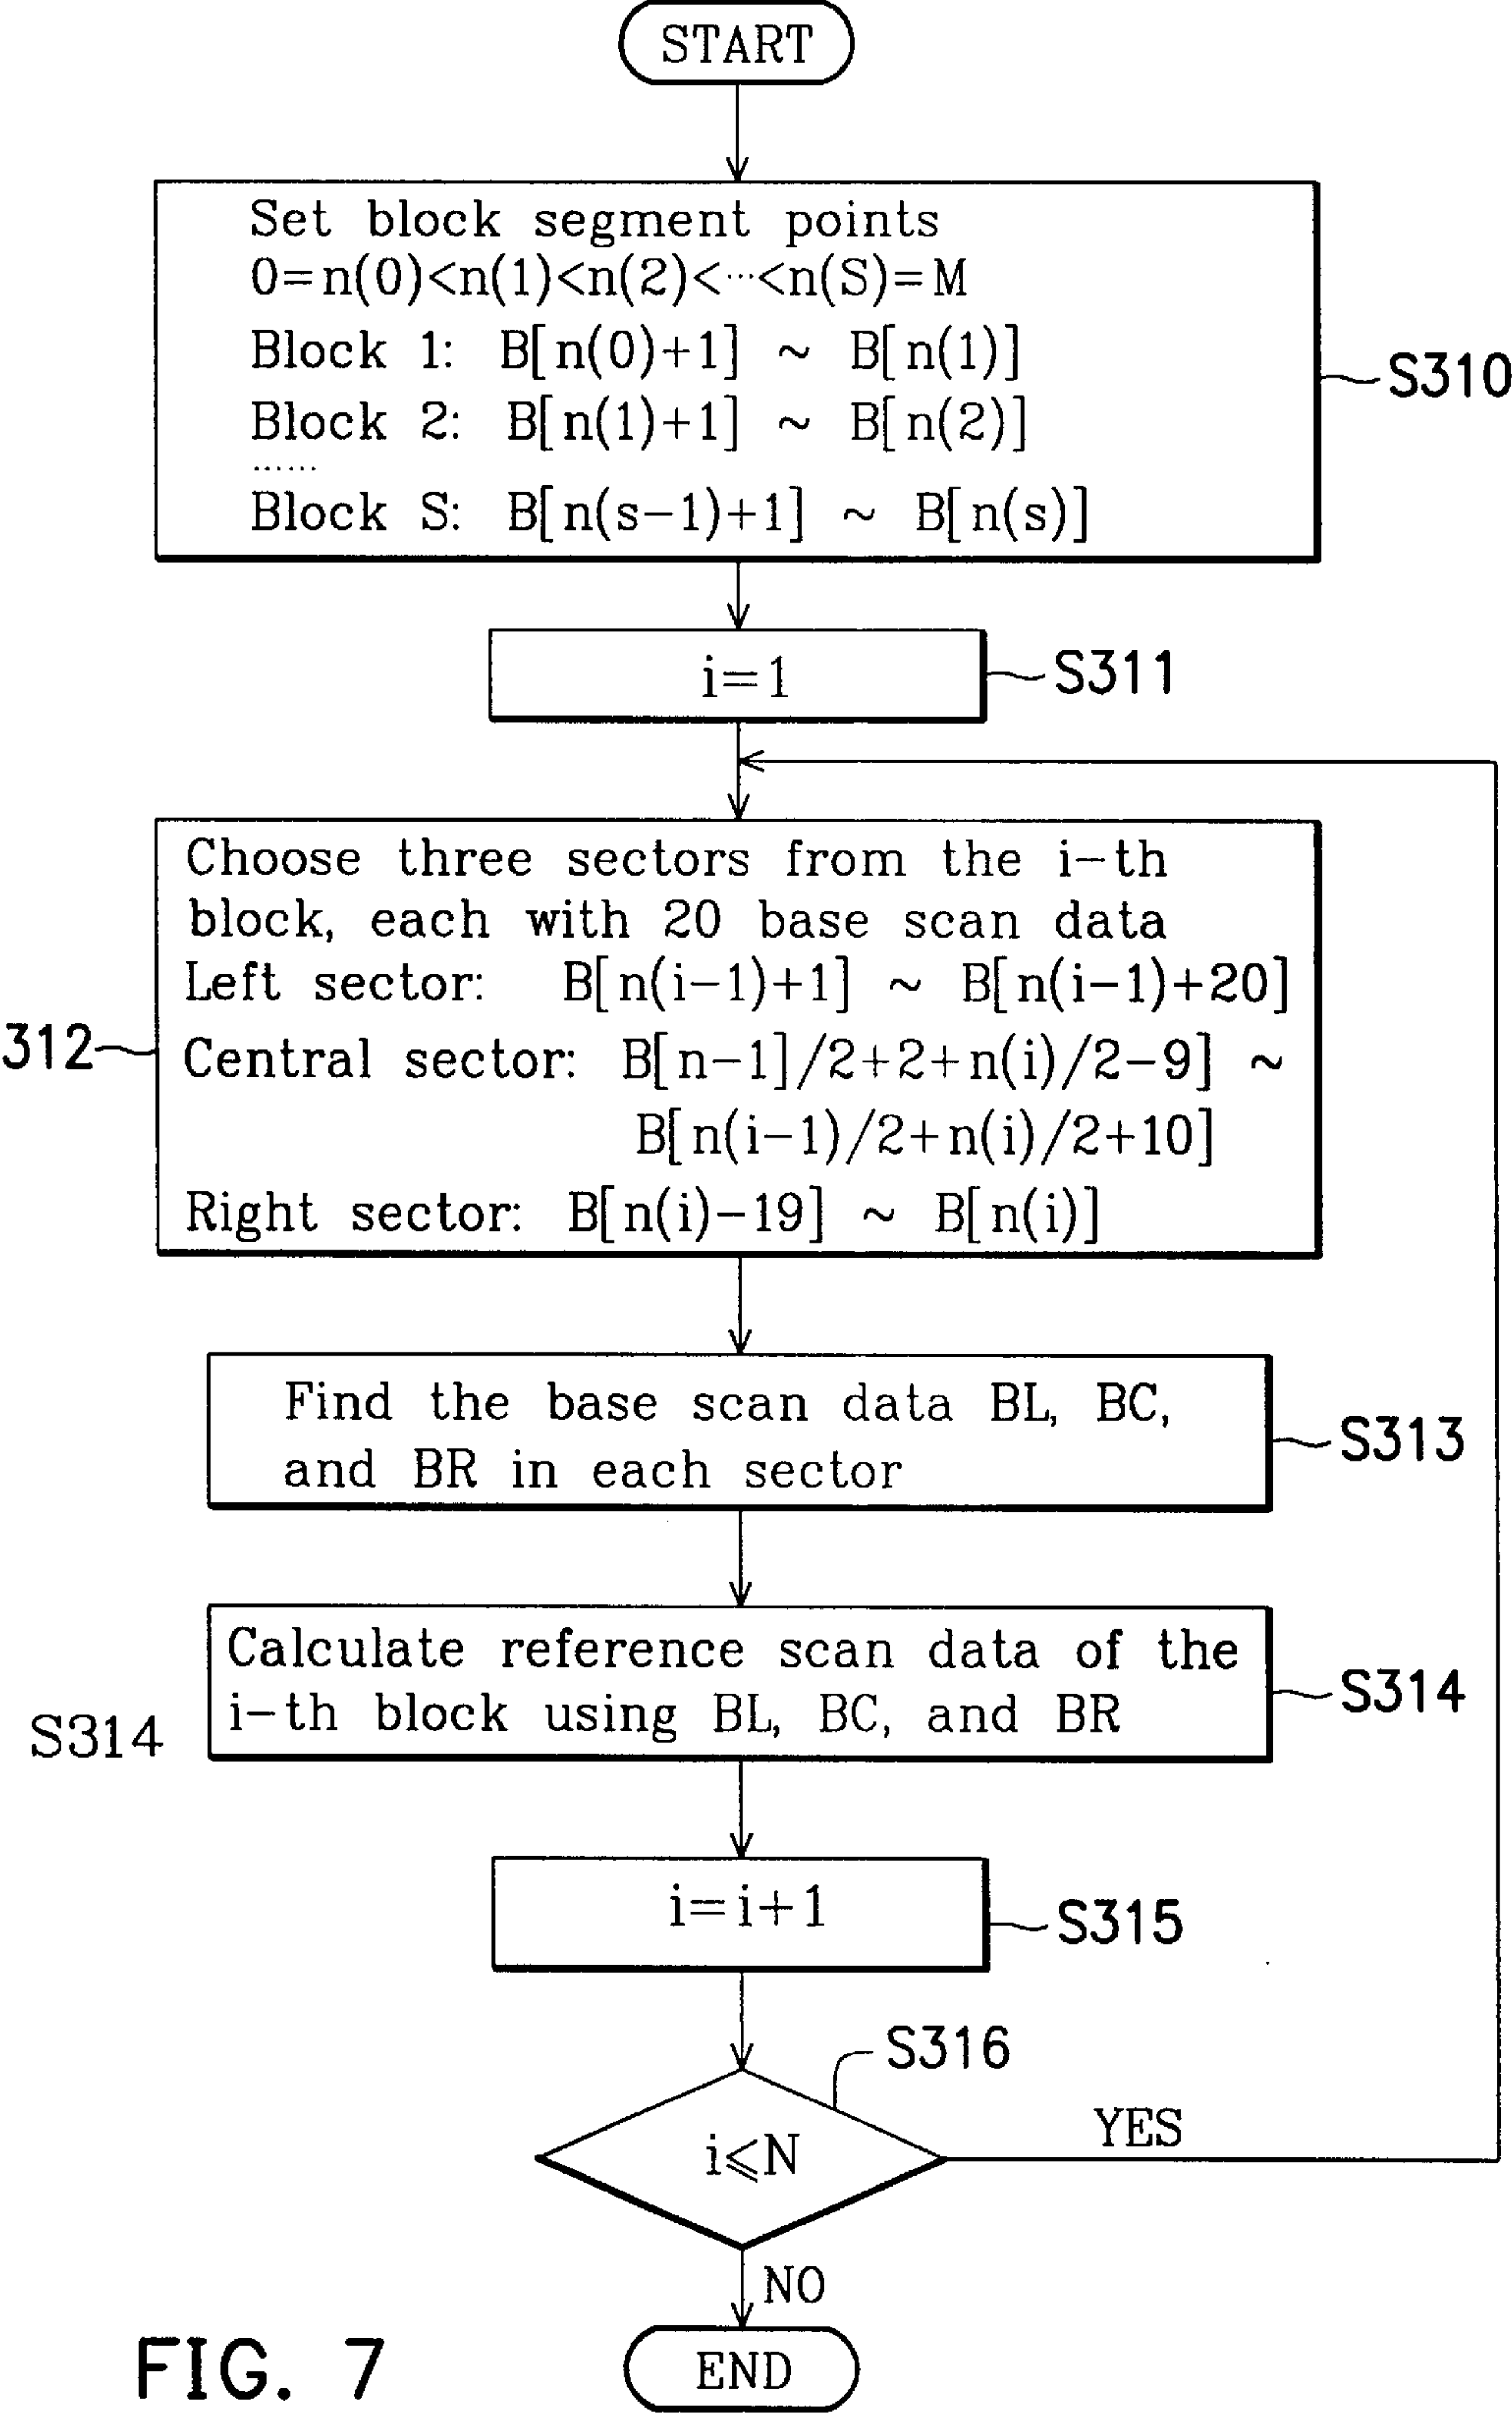 START
Set block segment points
0=n(0)<n(1)<n(2)<···<n(S)=M
Block 1: B[n(0)+1] ~ B[n(1)]
Block 2: B[n(1)+1] ~ B[n(2)]
······
Block S: B[n(s-1)+1] ~ B[n(s)]
S310
i=1
S311
Choose three sectors from the i-th
block, each with 20 base scan data
Left sector: B[n(i-1)+1] ~ B[n(i-1)+20]
Central sector: B[n-1]/2+2+n(i)/2-9] ~
B[n(i-1)/2+n(i)/2+10]
Right sector: B[n(i)-19] ~ B[n(i)]
312
Find the base scan data BL, BC,
and BR in each sector
S313
Calculate reference scan data of the
i-th block using BL, BC, and BR
S314
S314
i=i+1
S315
S316
i⩽N
YES
NO
END
FIG. 7